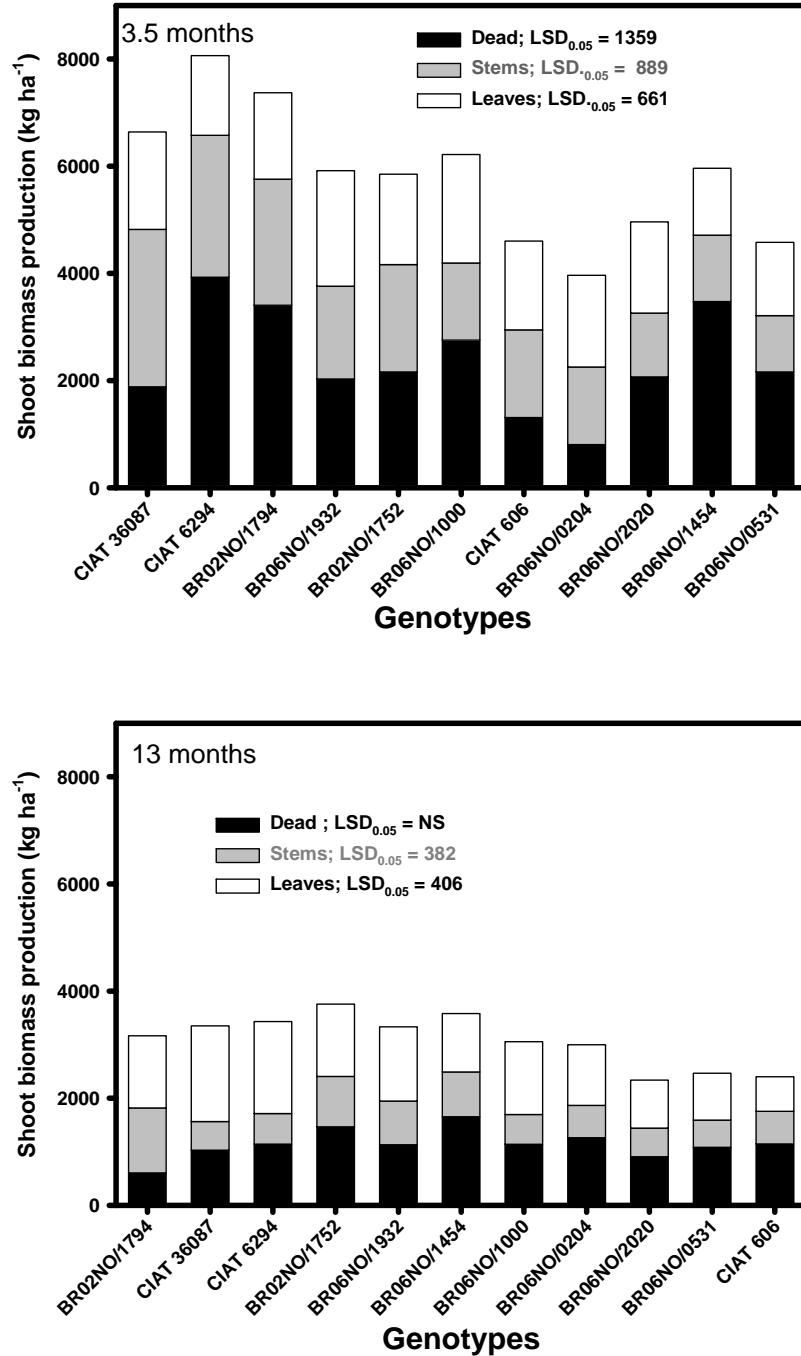 3.5 months
Dead; LSD0.05 = 1359
Stems; LSD.0.05 = 889
Leaves; LSD.0.05 = 661
Shoot biomass production (kg ha-1)
8000
6000
4000
2000
0
CIAT 36087
CIAT 6294
BR02NO/1794
BR06NO/1932
BR02NO/1752
BR06NO/1000
CIAT 606
BR06NO/0204
BR06NO/2020
BR06NO/1454
BR06NO/0531
Genotypes
13 months
Dead ; LSD0.05 = NS
Stems; LSD0.05 = 382
Leaves; LSD0.05 = 406
Shoot biomass production (kg ha-1)
8000
6000
4000
2000
0
BR02NO/1794
CIAT 36087
CIAT 6294
BR02NO/1752
BR06NO/1932
BR06NO/1454
BR06NO/1000
BR06NO/0204
BR06NO/2020
BR06NO/0531
CIAT 606
Genotypes